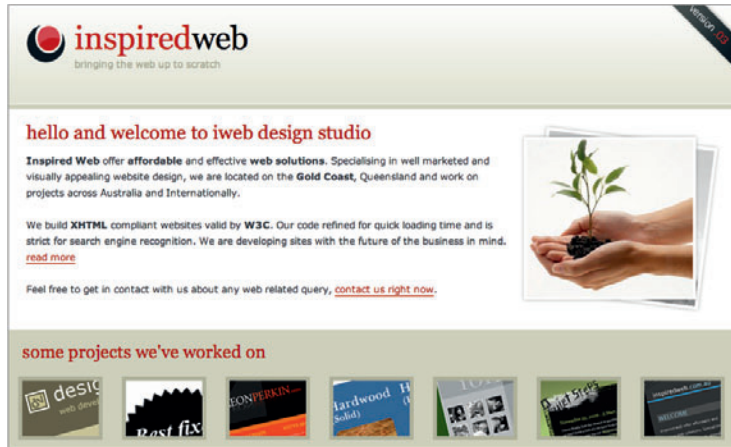 inspiredweb
bringing the web up to scratch
version .03
hello and welcome to iweb design studio
Inspired Web offer affordable and effective web solutions. Specialising in well marketed and
visually appealing website design, we are located on the Gold Coast, Queensland and work on
projects across Australia and Internationally.
We build XHTML compliant websites valid by W3C. Our code refined for quick loading time and is
strict for search engine recognition. We are developing sites with the future of the business in mind.
read more
Feel free to get in contact with us about any web related query, contact us right now.
some projects we've worked on
desig
web devel
Best fix
EONPERKIN
Hardwood
(Solid)
inspiredweb.com.au
WELCOME